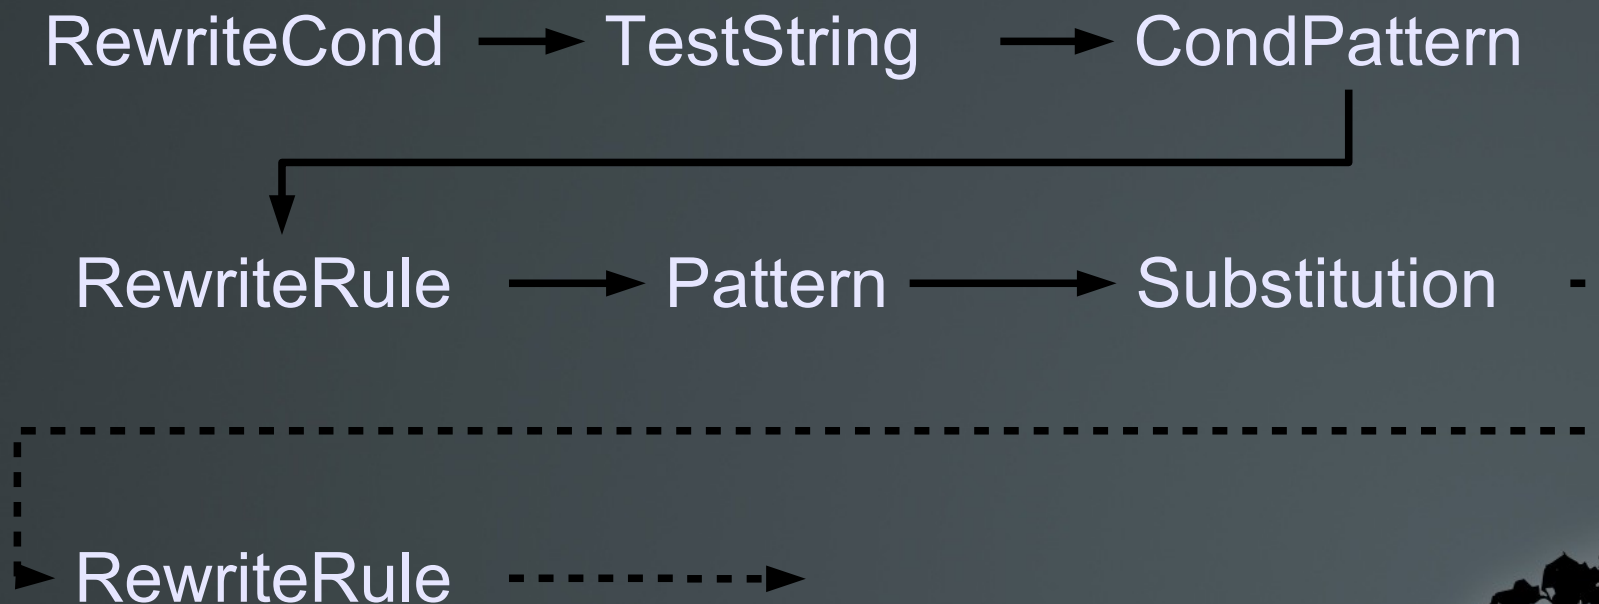 RewriteCond TestString CondPattern
RewriteRule Pattern Substitution
RewriteRule